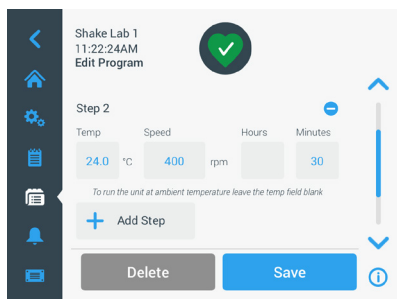 Shake Lab 1
11:22:24AM
Edit Program
Step 2
Temp Speed Hours Minutes
24.0 °C 400 rpm 30
To run the unit at ambient temperature leave the temp field blank
Add Step
Delete Save